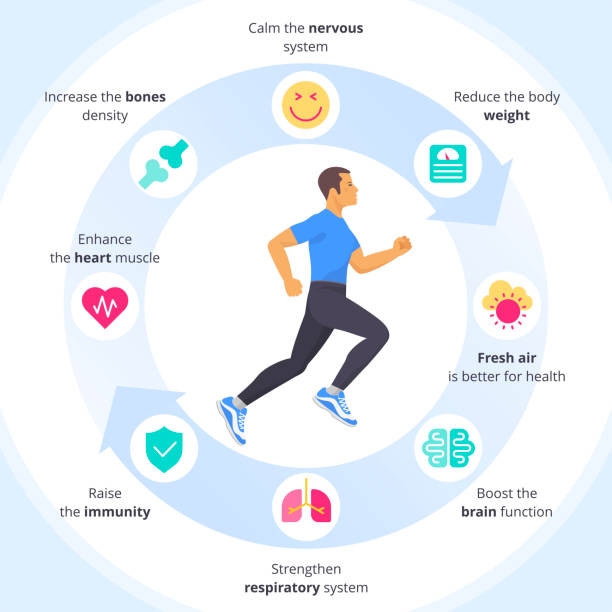 Calm the nervous
system
Reduce the body
weight
Fresh air
is better for health
Boost the
brain function
Strengthen
respiratory system
Raise
the immunity
Enhance
the heart muscle
Increase the bones
density